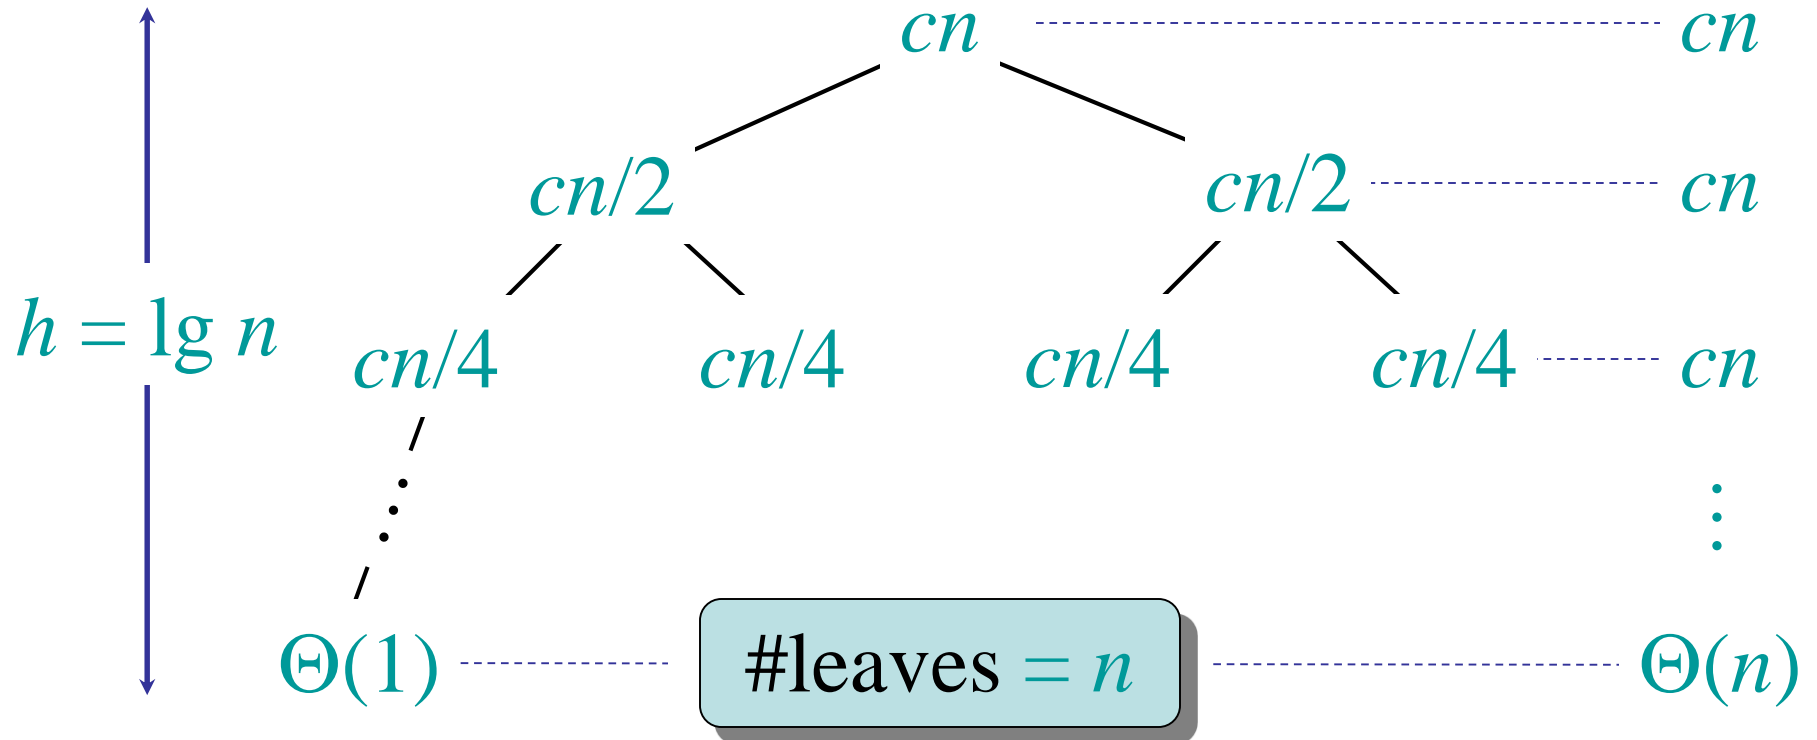 cn cn
cn/2 cn/2 cn
h = lg n cn/4 cn/4 cn/4 cn/4 cn
Θ(1) #leaves = n Θ(n)